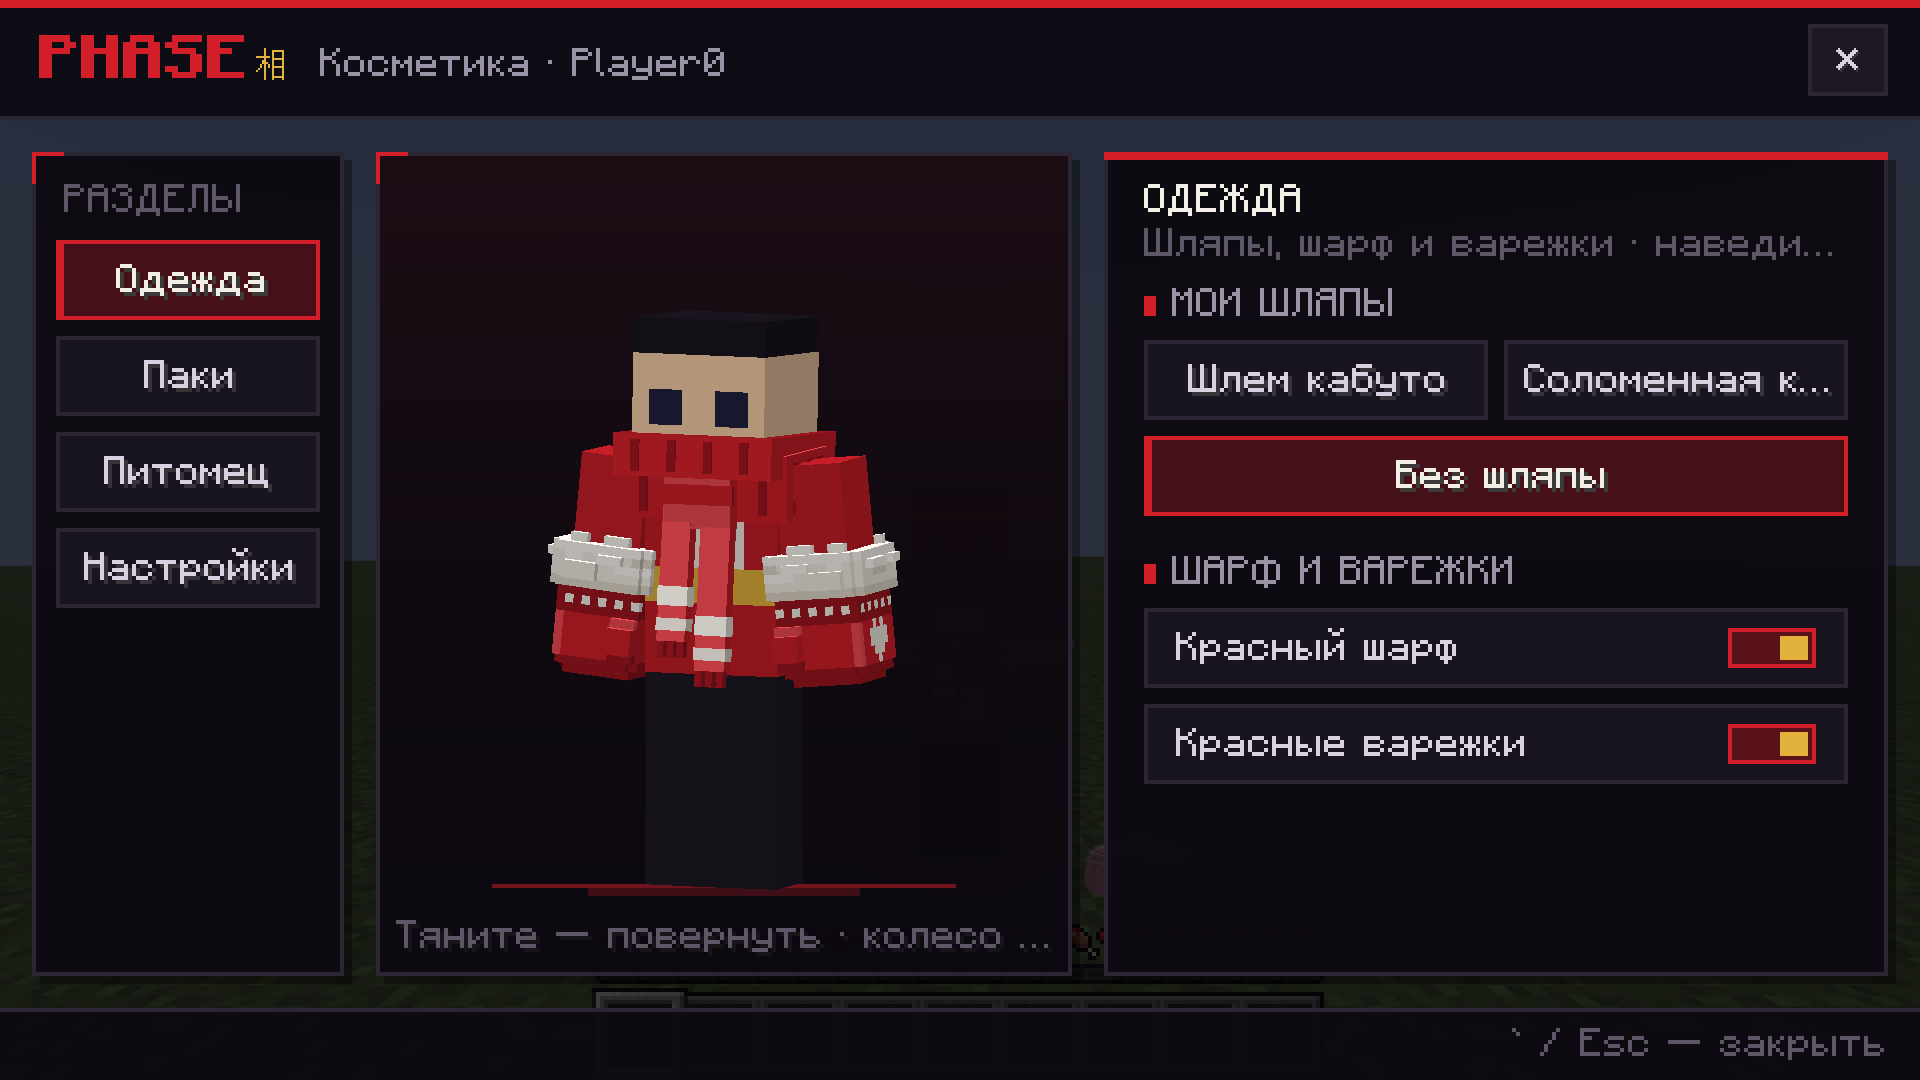 PHASE 相 Косметика · Player0
×
РАЗДЕЛЫ
Одежда
Паки
Питомец
Настройки
Тяните — повернуть · колесо ...
ОДЕЖДА
Шляпы, шарф и варежки · наведи...
МОИ ШЛЯПЫ
Шлем кабуто
Соломенная к...
Без шляпы
ШАРФ И ВАРЕЖКИ
Красный шарф
Красные варежки
` / Esc — закрыть